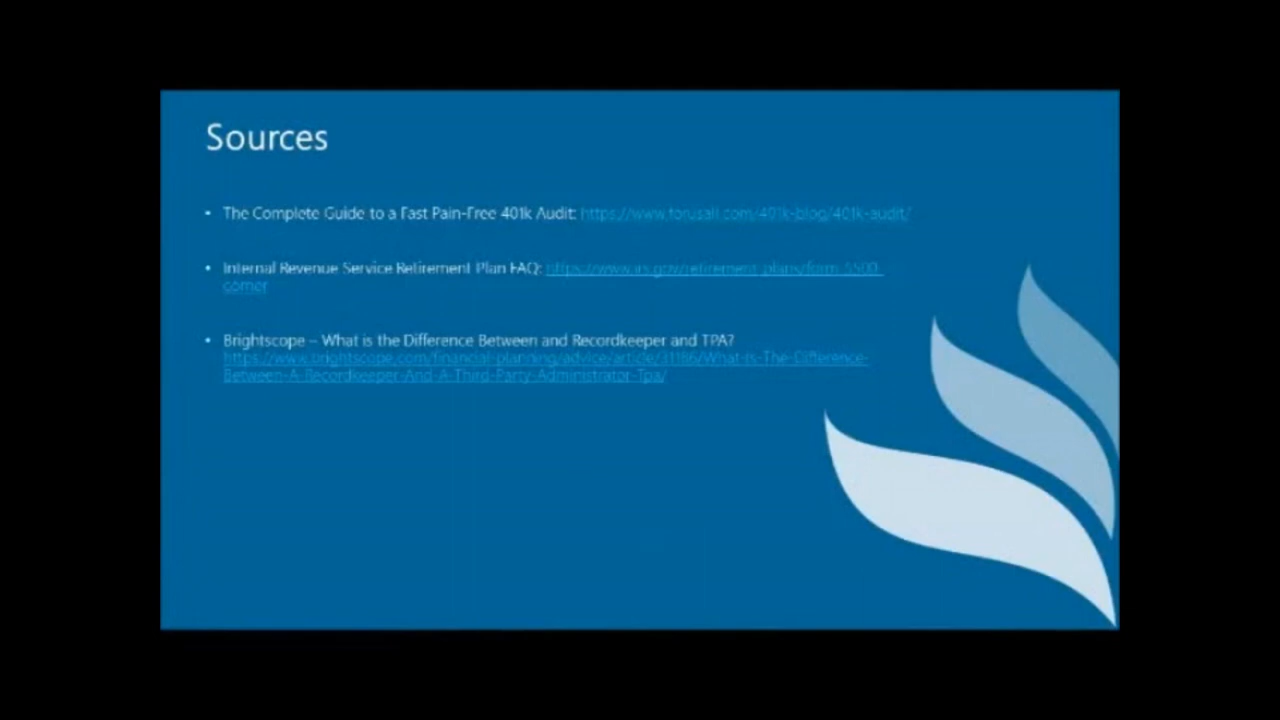 Sources
• The Complete Guide to a Fast Pain-Free 401k Audit: https://www.forusall.com/401k-blog/401k-audit/
• Internal Revenue Service Retirement Plan FAQ: https://www.irs.gov/retirement-plans/form-5500-
corner
• Brightscope – What is the Difference Between and Recordkeeper and TPA?
https://www.brightscope.com/financial-planning/advice/article/31186/What-Is-The-Difference-
Between-A-Recordkeeper-And-A-Third-Party-Administrator-Tpa/